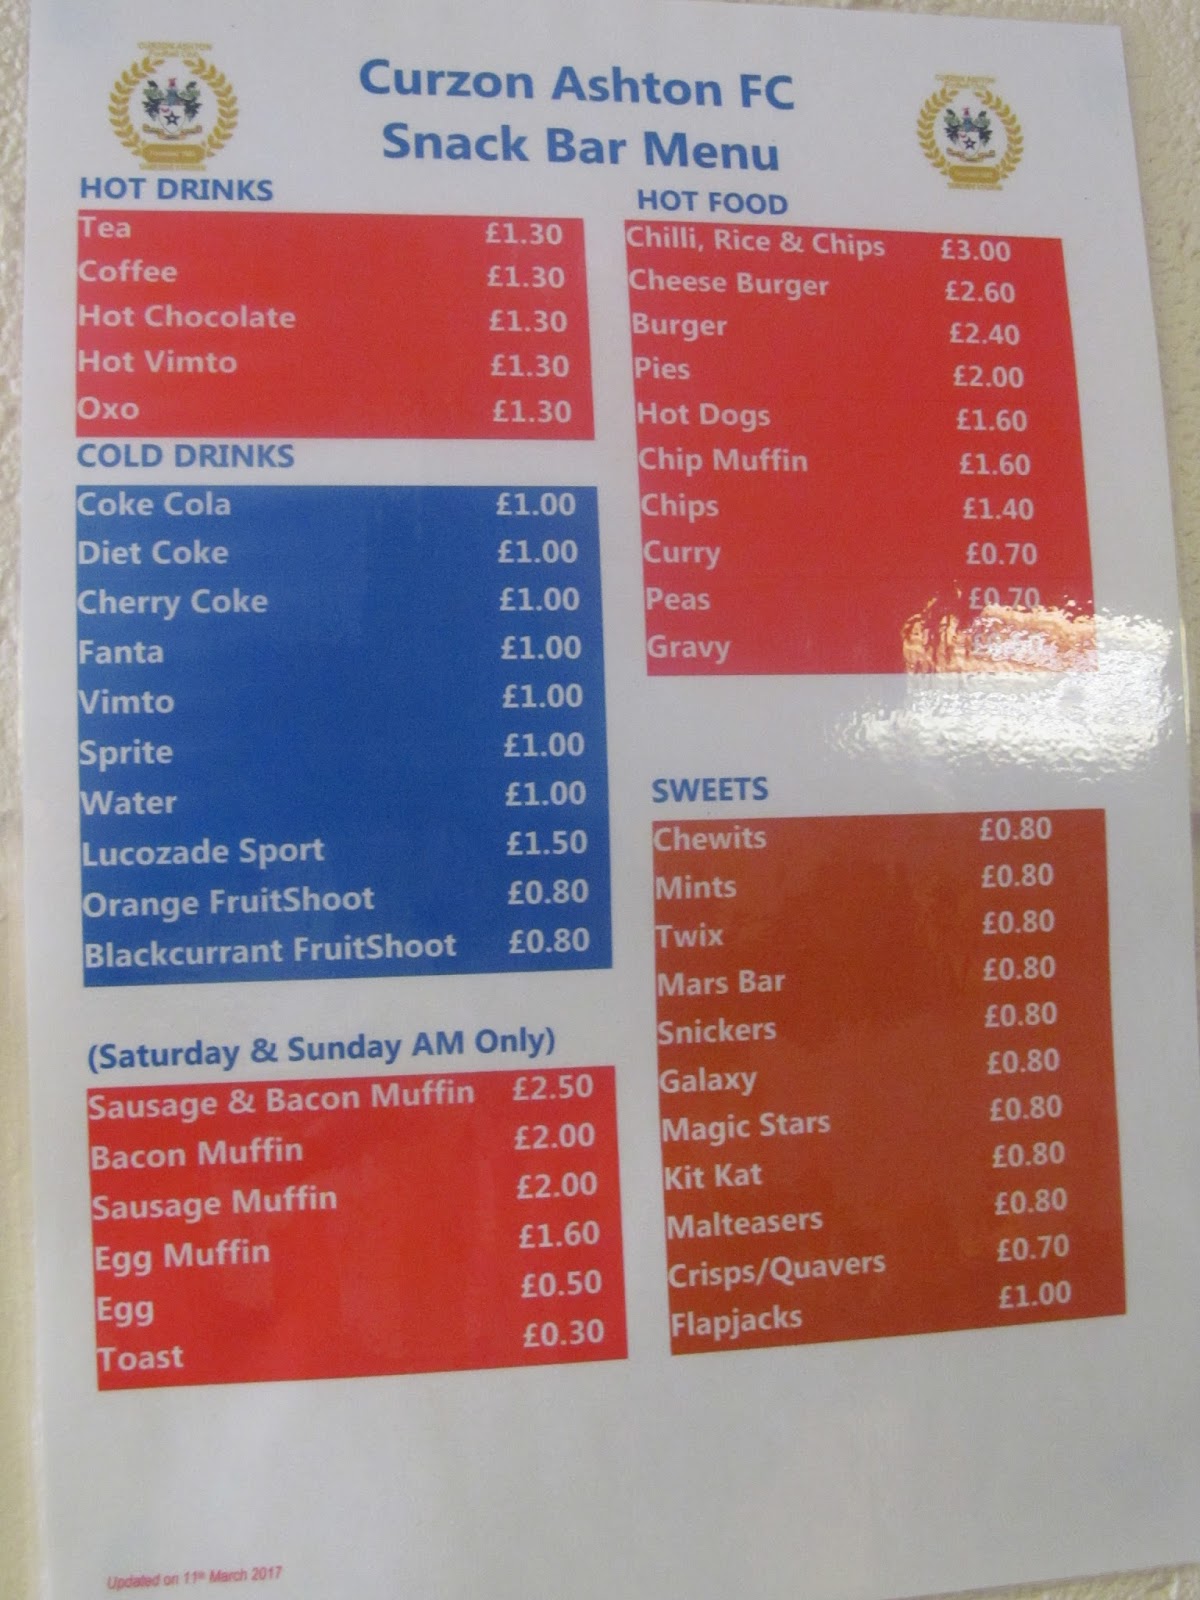 CURZON ASHTON
CURZON ASHTON
Curzon Ashton FC
Snack Bar Menu
HOT DRINKS
Tea £1.30
Coffee £1.30
Hot Chocolate £1.30
Hot Vimto £1.30
Oxo £1.30
COLD DRINKS
Coke Cola £1.00
Diet Coke £1.00
Cherry Coke £1.00
Fanta £1.00
Vimto £1.00
Sprite £1.00
Water £1.00
Lucozade Sport £1.50
Orange FruitShoot £0.80
Blackcurrant FruitShoot £0.80
(Saturday & Sunday AM Only)
Sausage & Bacon Muffin £2.50
Bacon Muffin £2.00
Sausage Muffin £2.00
Egg Muffin £1.60
Egg £0.50
Toast £0.30
HOT FOOD
Chilli, Rice & Chips £3.00
Cheese Burger £2.60
Burger £2.40
Pies £2.00
Hot Dogs £1.60
Chip Muffin £1.60
Chips £1.40
Curry £0.70
Peas £0.70
Gravy
SWEETS
Chewits £0.80
Mints £0.80
Twix £0.80
Mars Bar £0.80
Snickers £0.80
Galaxy £0.80
Magic Stars £0.80
Kit Kat £0.80
Malteasers £0.80
Crisps/Quavers £0.70
Flapjacks £1.00
Updated on 11th March 2017